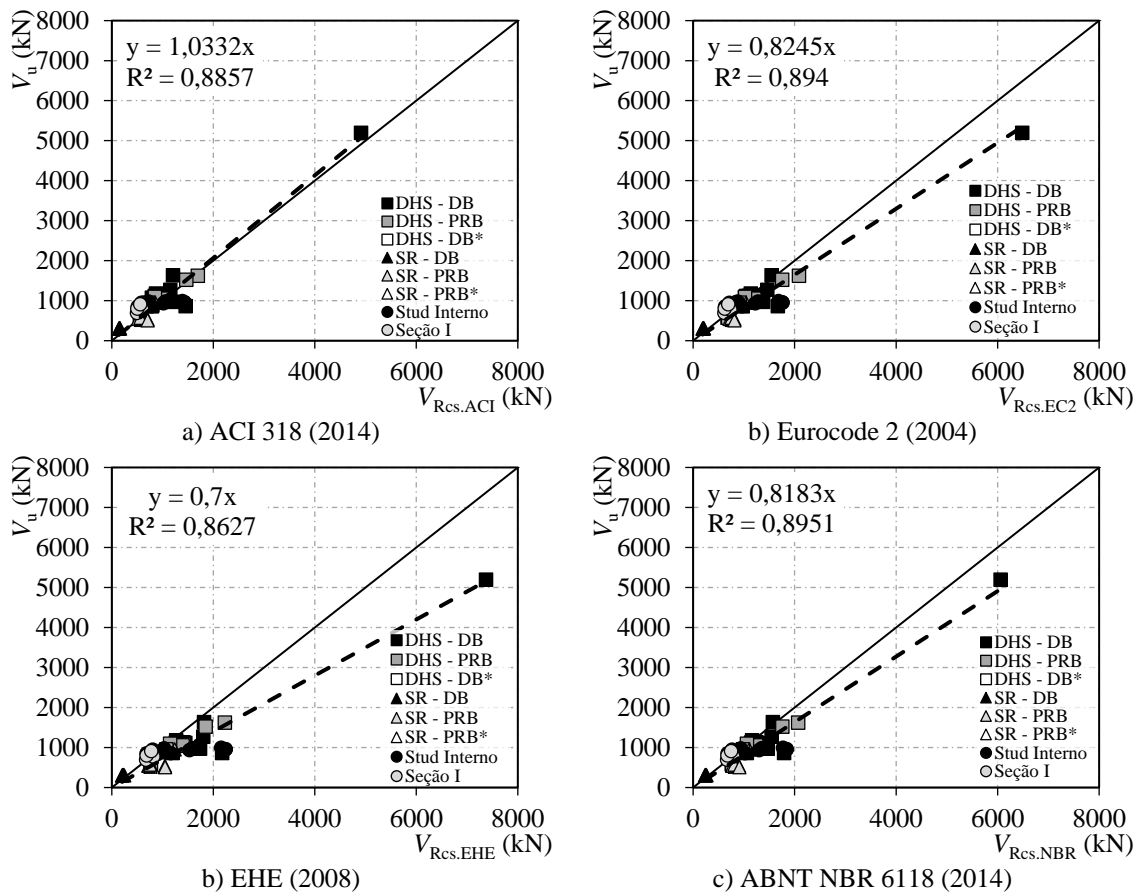 8000
7000
6000
5000
4000
3000
2000
1000
0
V_u (kN)
y = 1,0332x
R² = 0,8857
DHS - DB
DHS - PRB
DHS - DB*
SR - DB
SR - PRB
SR - PRB*
Stud Interno
Seção I
0 2000 4000 6000 8000
V_Rcs.ACI (kN)
a) ACI 318 (2014)
8000
7000
6000
5000
4000
3000
2000
1000
0
V_u (kN)
y = 0,8245x
R² = 0,894
DHS - DB
DHS - PRB
DHS - DB*
SR - DB
SR - PRB
SR - PRB*
Stud Interno
Seção I
0 2000 4000 6000 8000
V_Rcs.EC2 (kN)
b) Eurocode 2 (2004)
8000
7000
6000
5000
4000
3000
2000
1000
0
V_u (kN)
y = 0,7x
R² = 0,8627
DHS - DB
DHS - PRB
DHS - DB*
SR - DB
SR - PRB
SR - PRB*
Stud Interno
Seção I
0 2000 4000 6000 8000
V_Rcs.EHE (kN)
b) EHE (2008)
8000
7000
6000
5000
4000
3000
2000
1000
0
V_u (kN)
y = 0,8183x
R² = 0,8951
DHS - DB
DHS - PRB
DHS - DB*
SR - DB
SR - PRB
SR - PRB*
Stud Interno
Seção I
0 2000 4000 6000 8000
V_Rcs.NBR (kN)
c) ABNT NBR 6118 (2014)